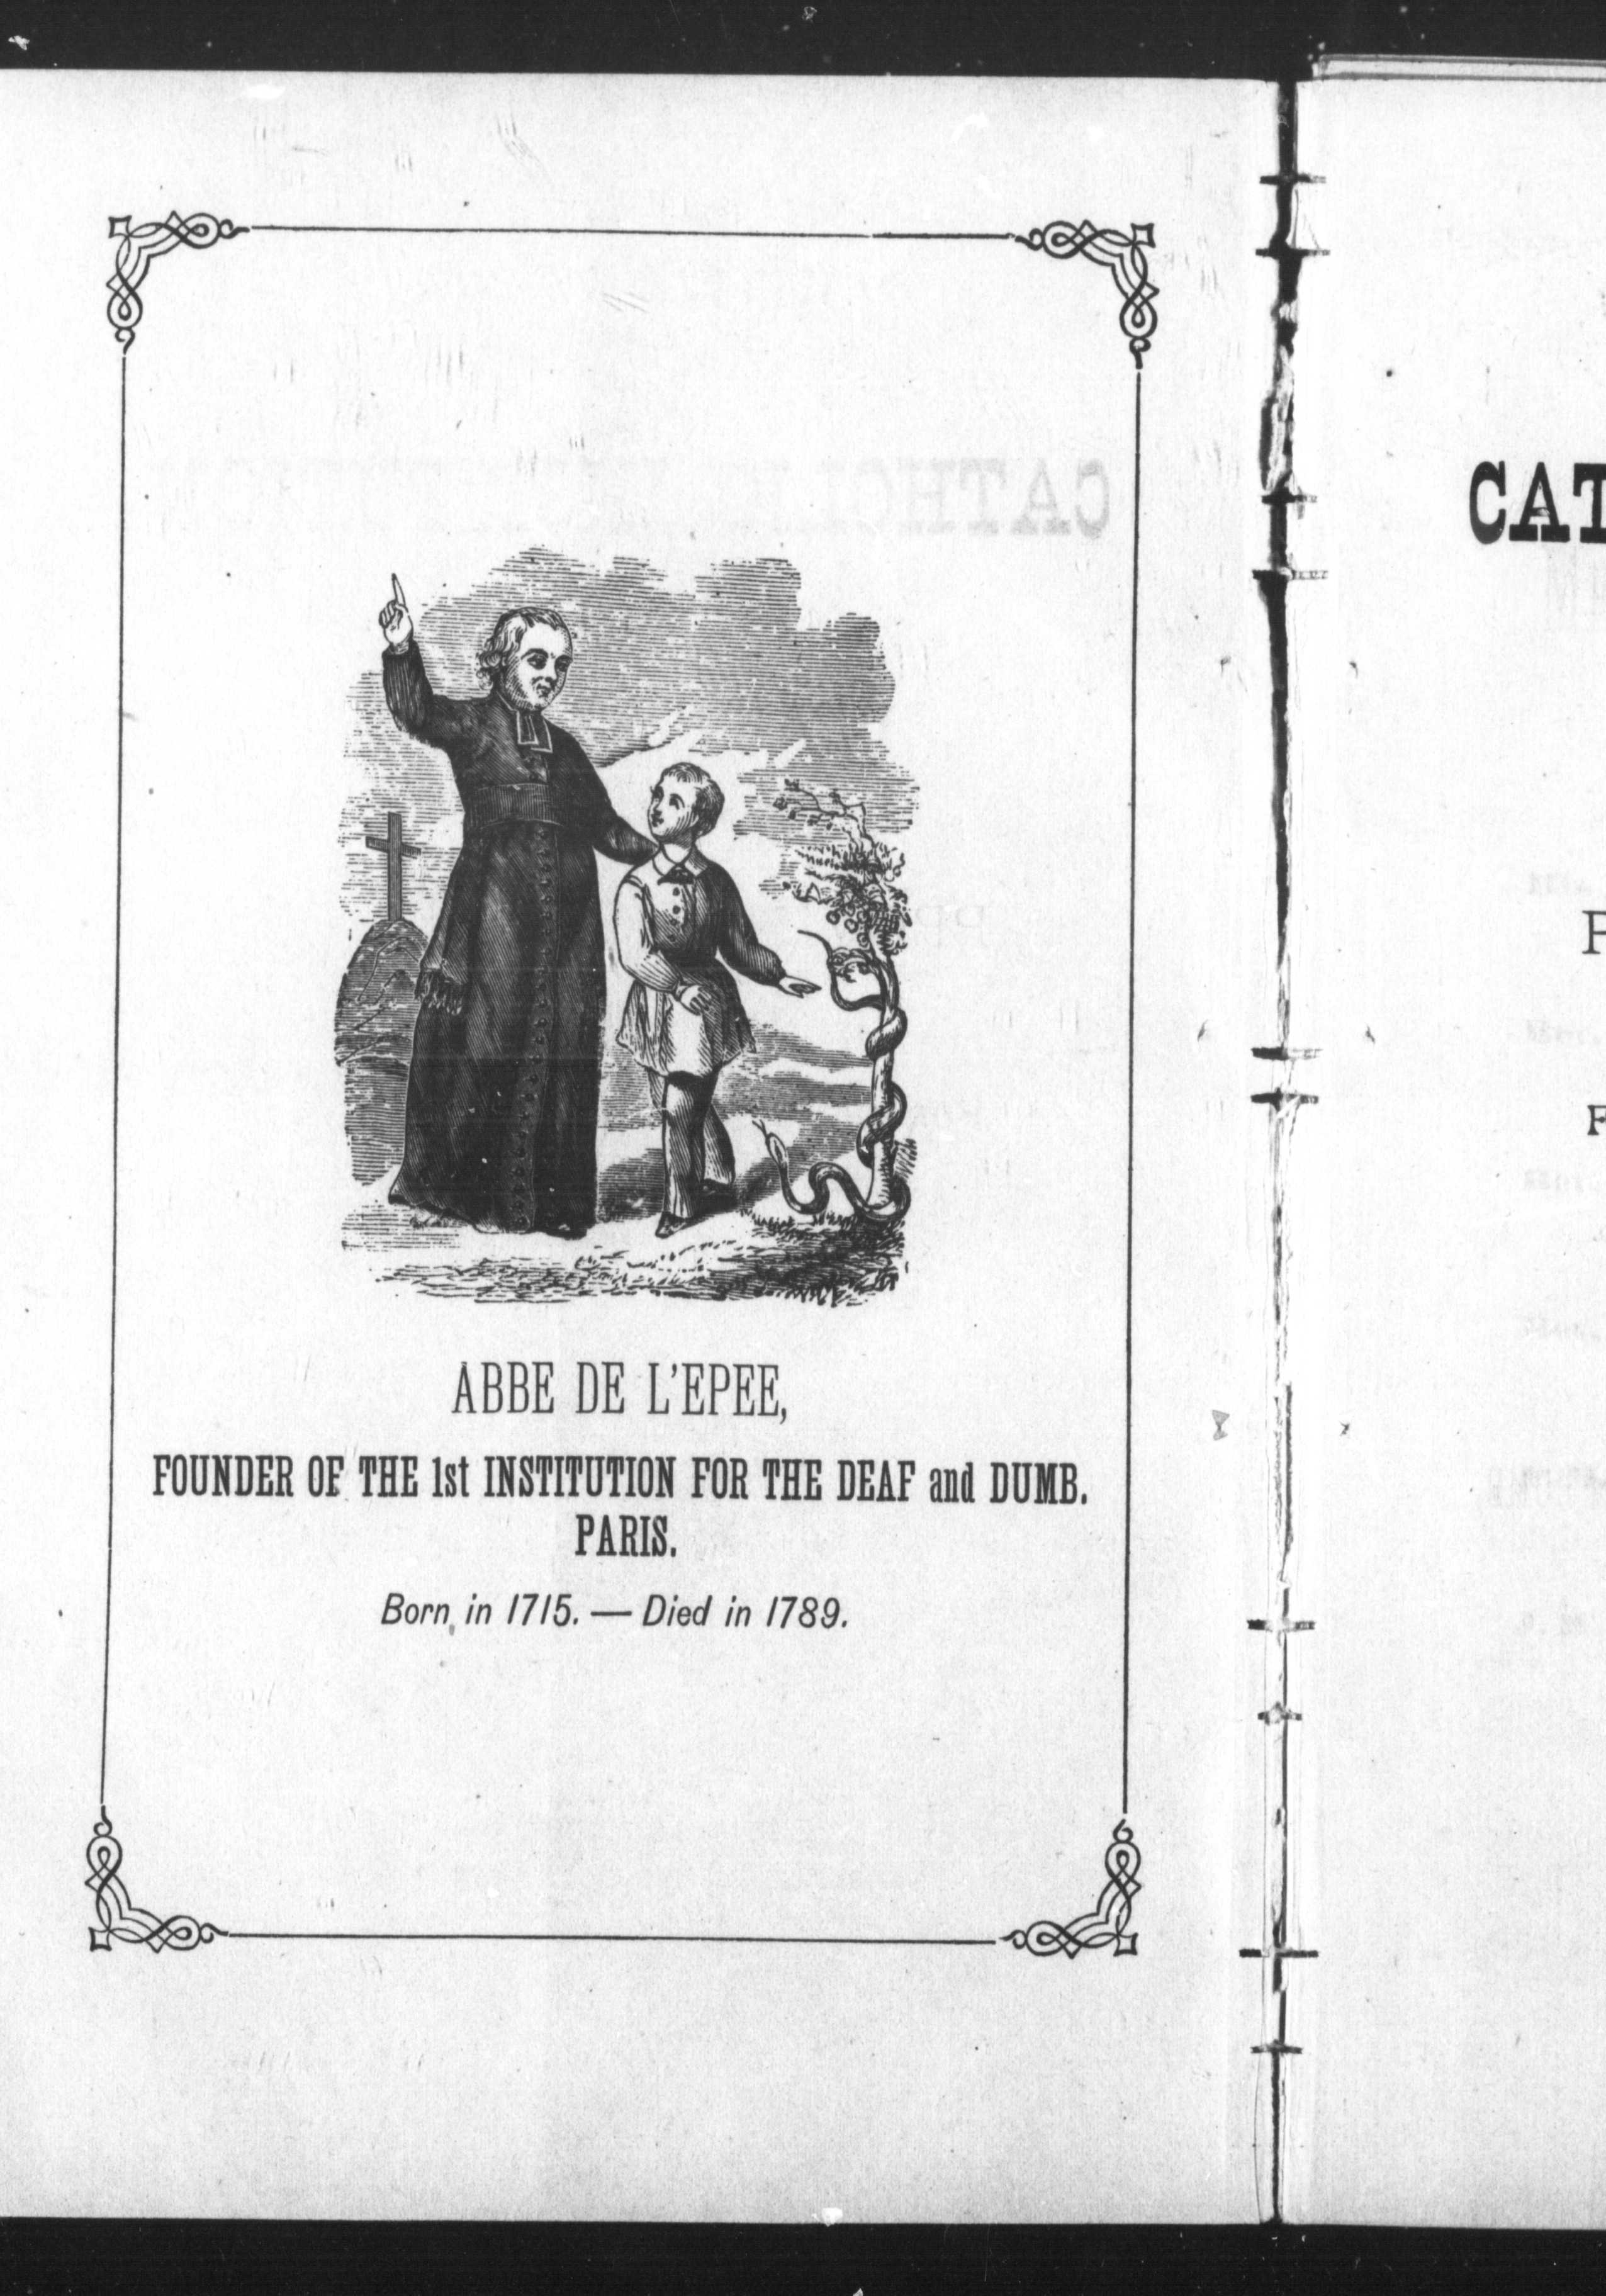 ABBE DE L'EPEE,
FOUNDER OF THE 1st INSTITUTION FOR THE DEAF and DUMB.
PARIS.
Born in 1715. — Died in 1789.
CAT
F
F